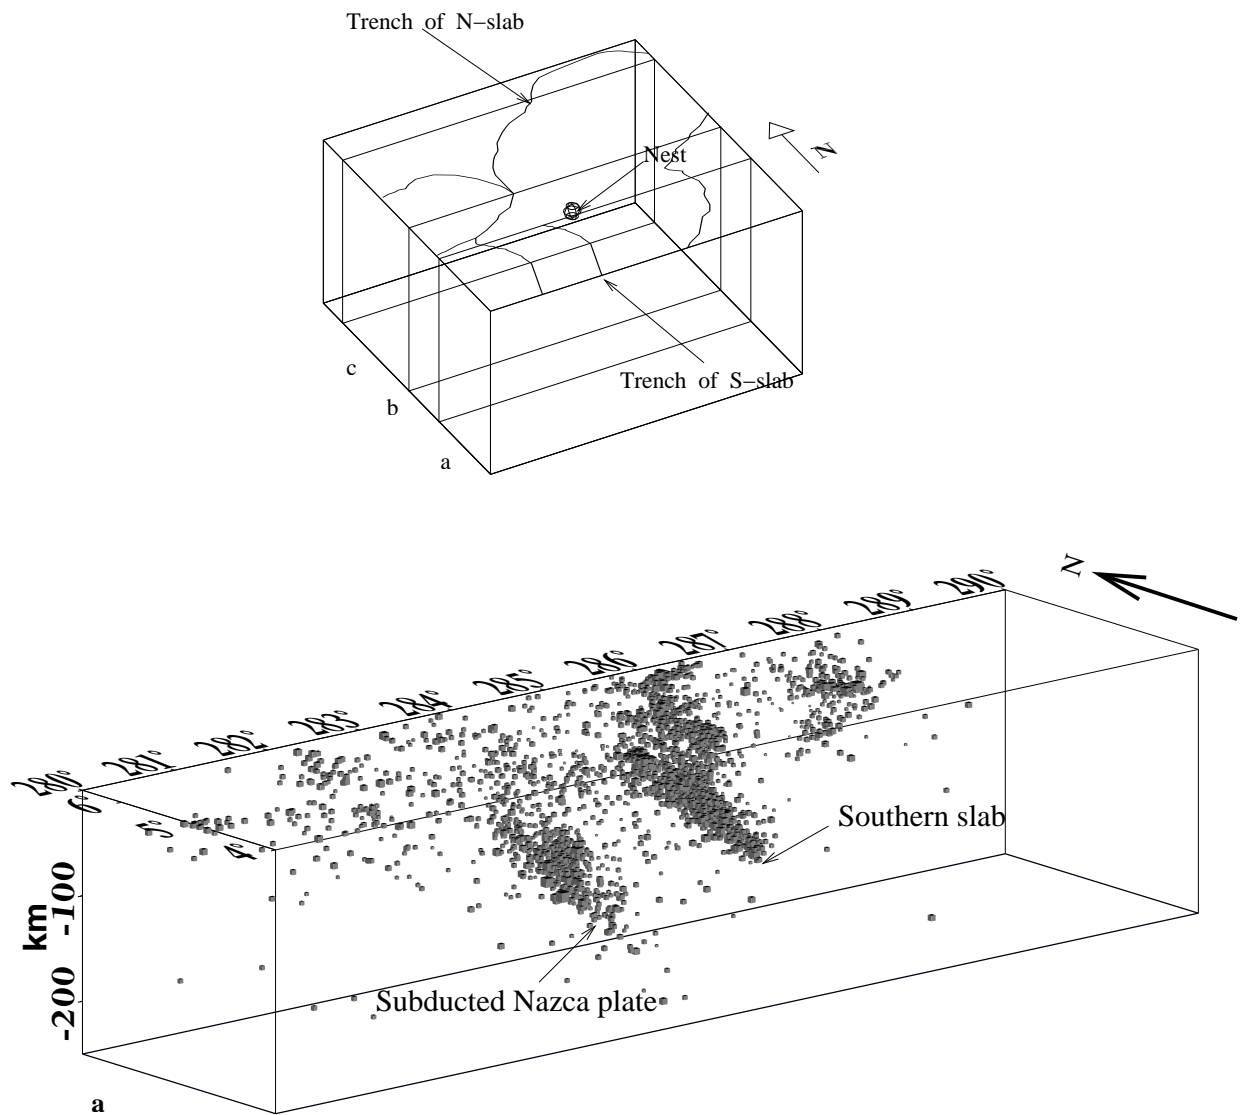 Trench of N−slab
N
Nest
c
Trench of S−slab
b
a
N
290°
289°
288°
287°
286°
285°
284°
283°
282°
281°
280°
6°
5°
4°
Southern slab
-100
km
-200
Subducted Nazca plate
a